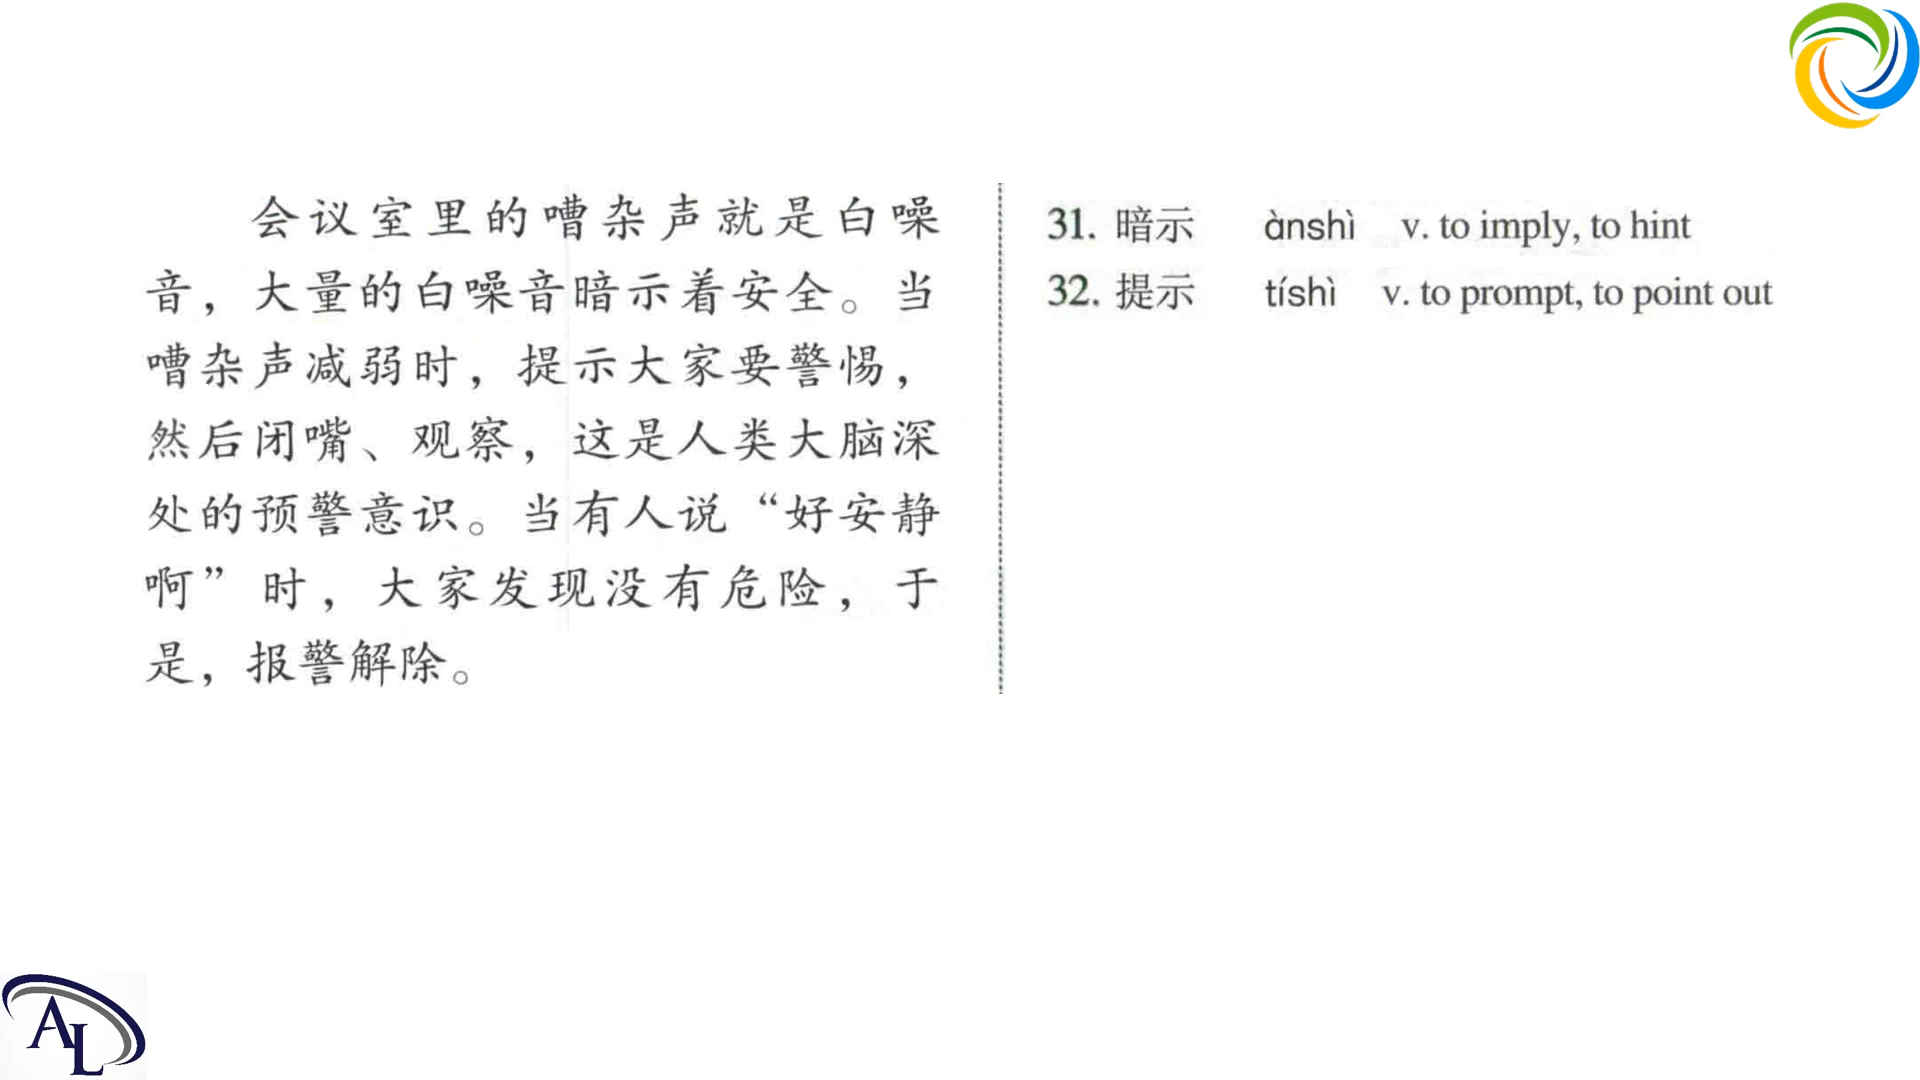 会议室里的嘈杂声就是白噪
音，大量的白噪音暗示着安全。当
嘈杂声减弱时，提示大家要警惕，
然后闭嘴、观察，这是人类大脑深
处的预警意识。当有人说“好安静
啊”时，大家发现没有危险，于
是，报警解除。
31. 暗示 ànshì v. to imply, to hint
32. 提示 tíshì v. to prompt, to point out
AL